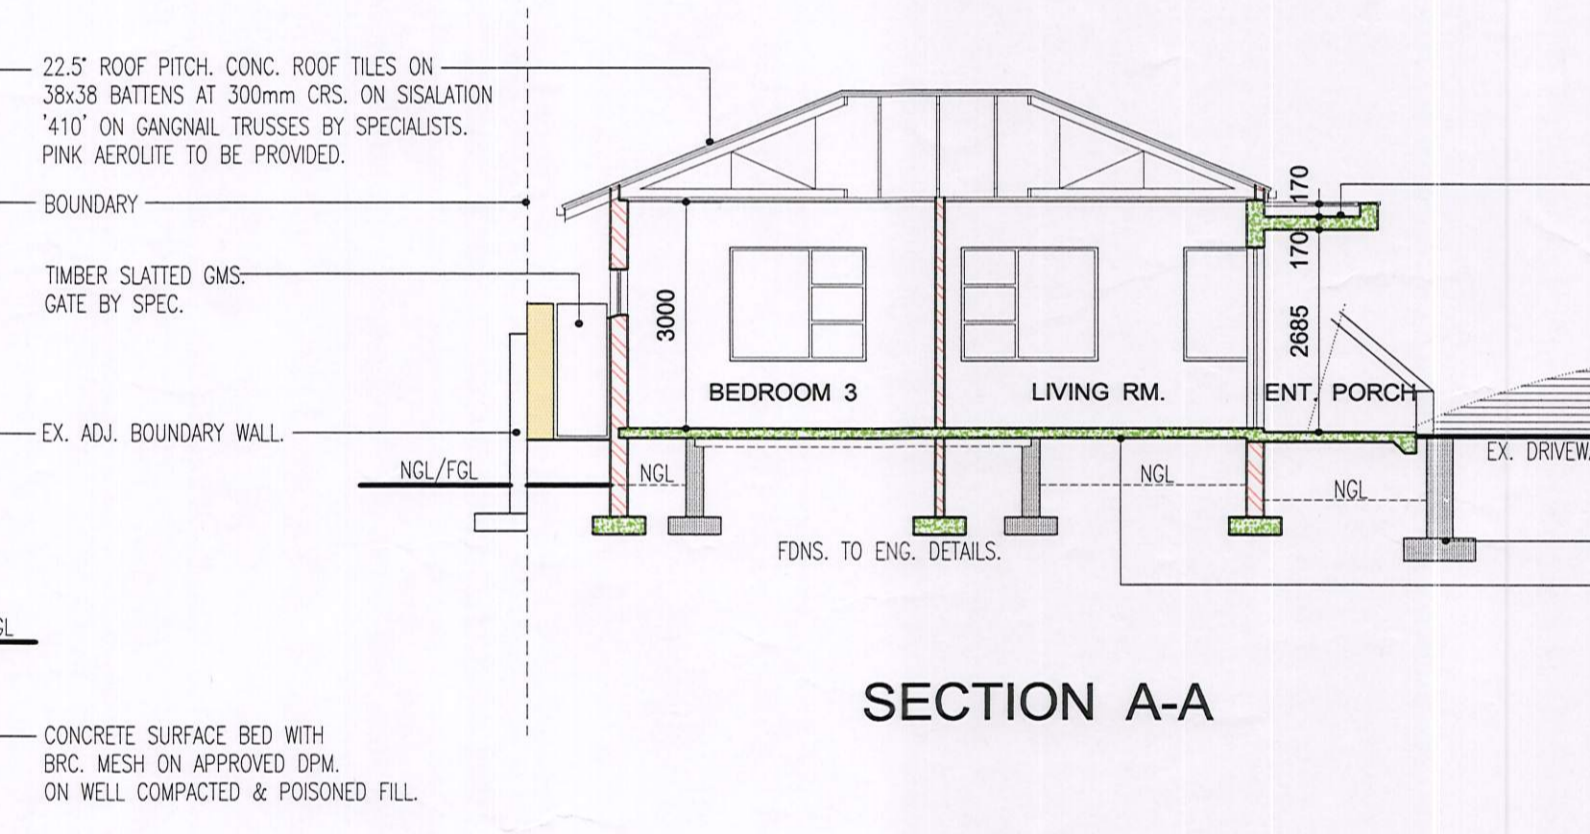 22.5° ROOF PITCH. CONC. ROOF TILES ON
38x38 BATTENS AT 300mm CRS. ON SISALATION
'410' ON GANGNAIL TRUSSES BY SPECIALISTS.
PINK AEROLITE TO BE PROVIDED.
BOUNDARY
TIMBER SLATTED GMS.
GATE BY SPEC.
EX. ADJ. BOUNDARY WALL.
170
170
3000
2685
BEDROOM 3
LIVING RM.
ENT. PORCH
EX. DRIVEW
NGL/FGL
NGL
NGL
NGL
FDNS. TO ENG. DETAILS.
GL
SECTION A-A
CONCRETE SURFACE BED WITH
BRC. MESH ON APPROVED DPM.
ON WELL COMPACTED & POISONED FILL.